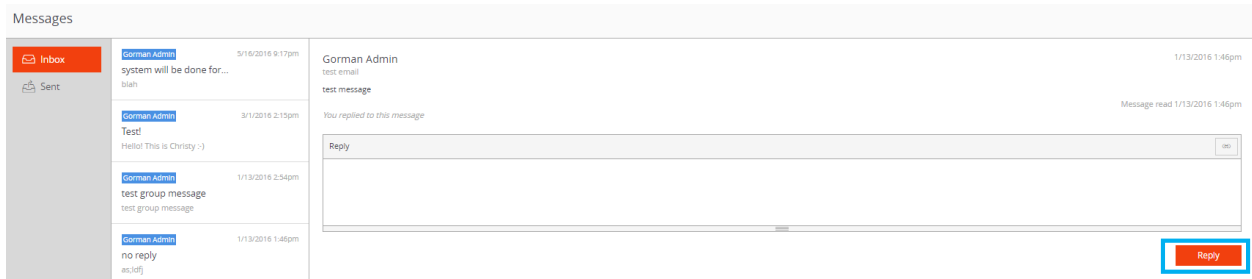 Messages
Inbox
Sent
Gorman Admin 5/16/2016 9:17pm
system will be done for...
blah
Gorman Admin 3/1/2016 2:15pm
Test!
Hello! This is Christy :-)
Gorman Admin 1/13/2016 2:54pm
test group message
test group message
Gorman Admin 1/13/2016 1:46pm
no reply
as;ldfj
Gorman Admin 1/13/2016 1:46pm
test email
test message
Message read 1/13/2016 1:46pm
You replied to this message
Reply
Reply